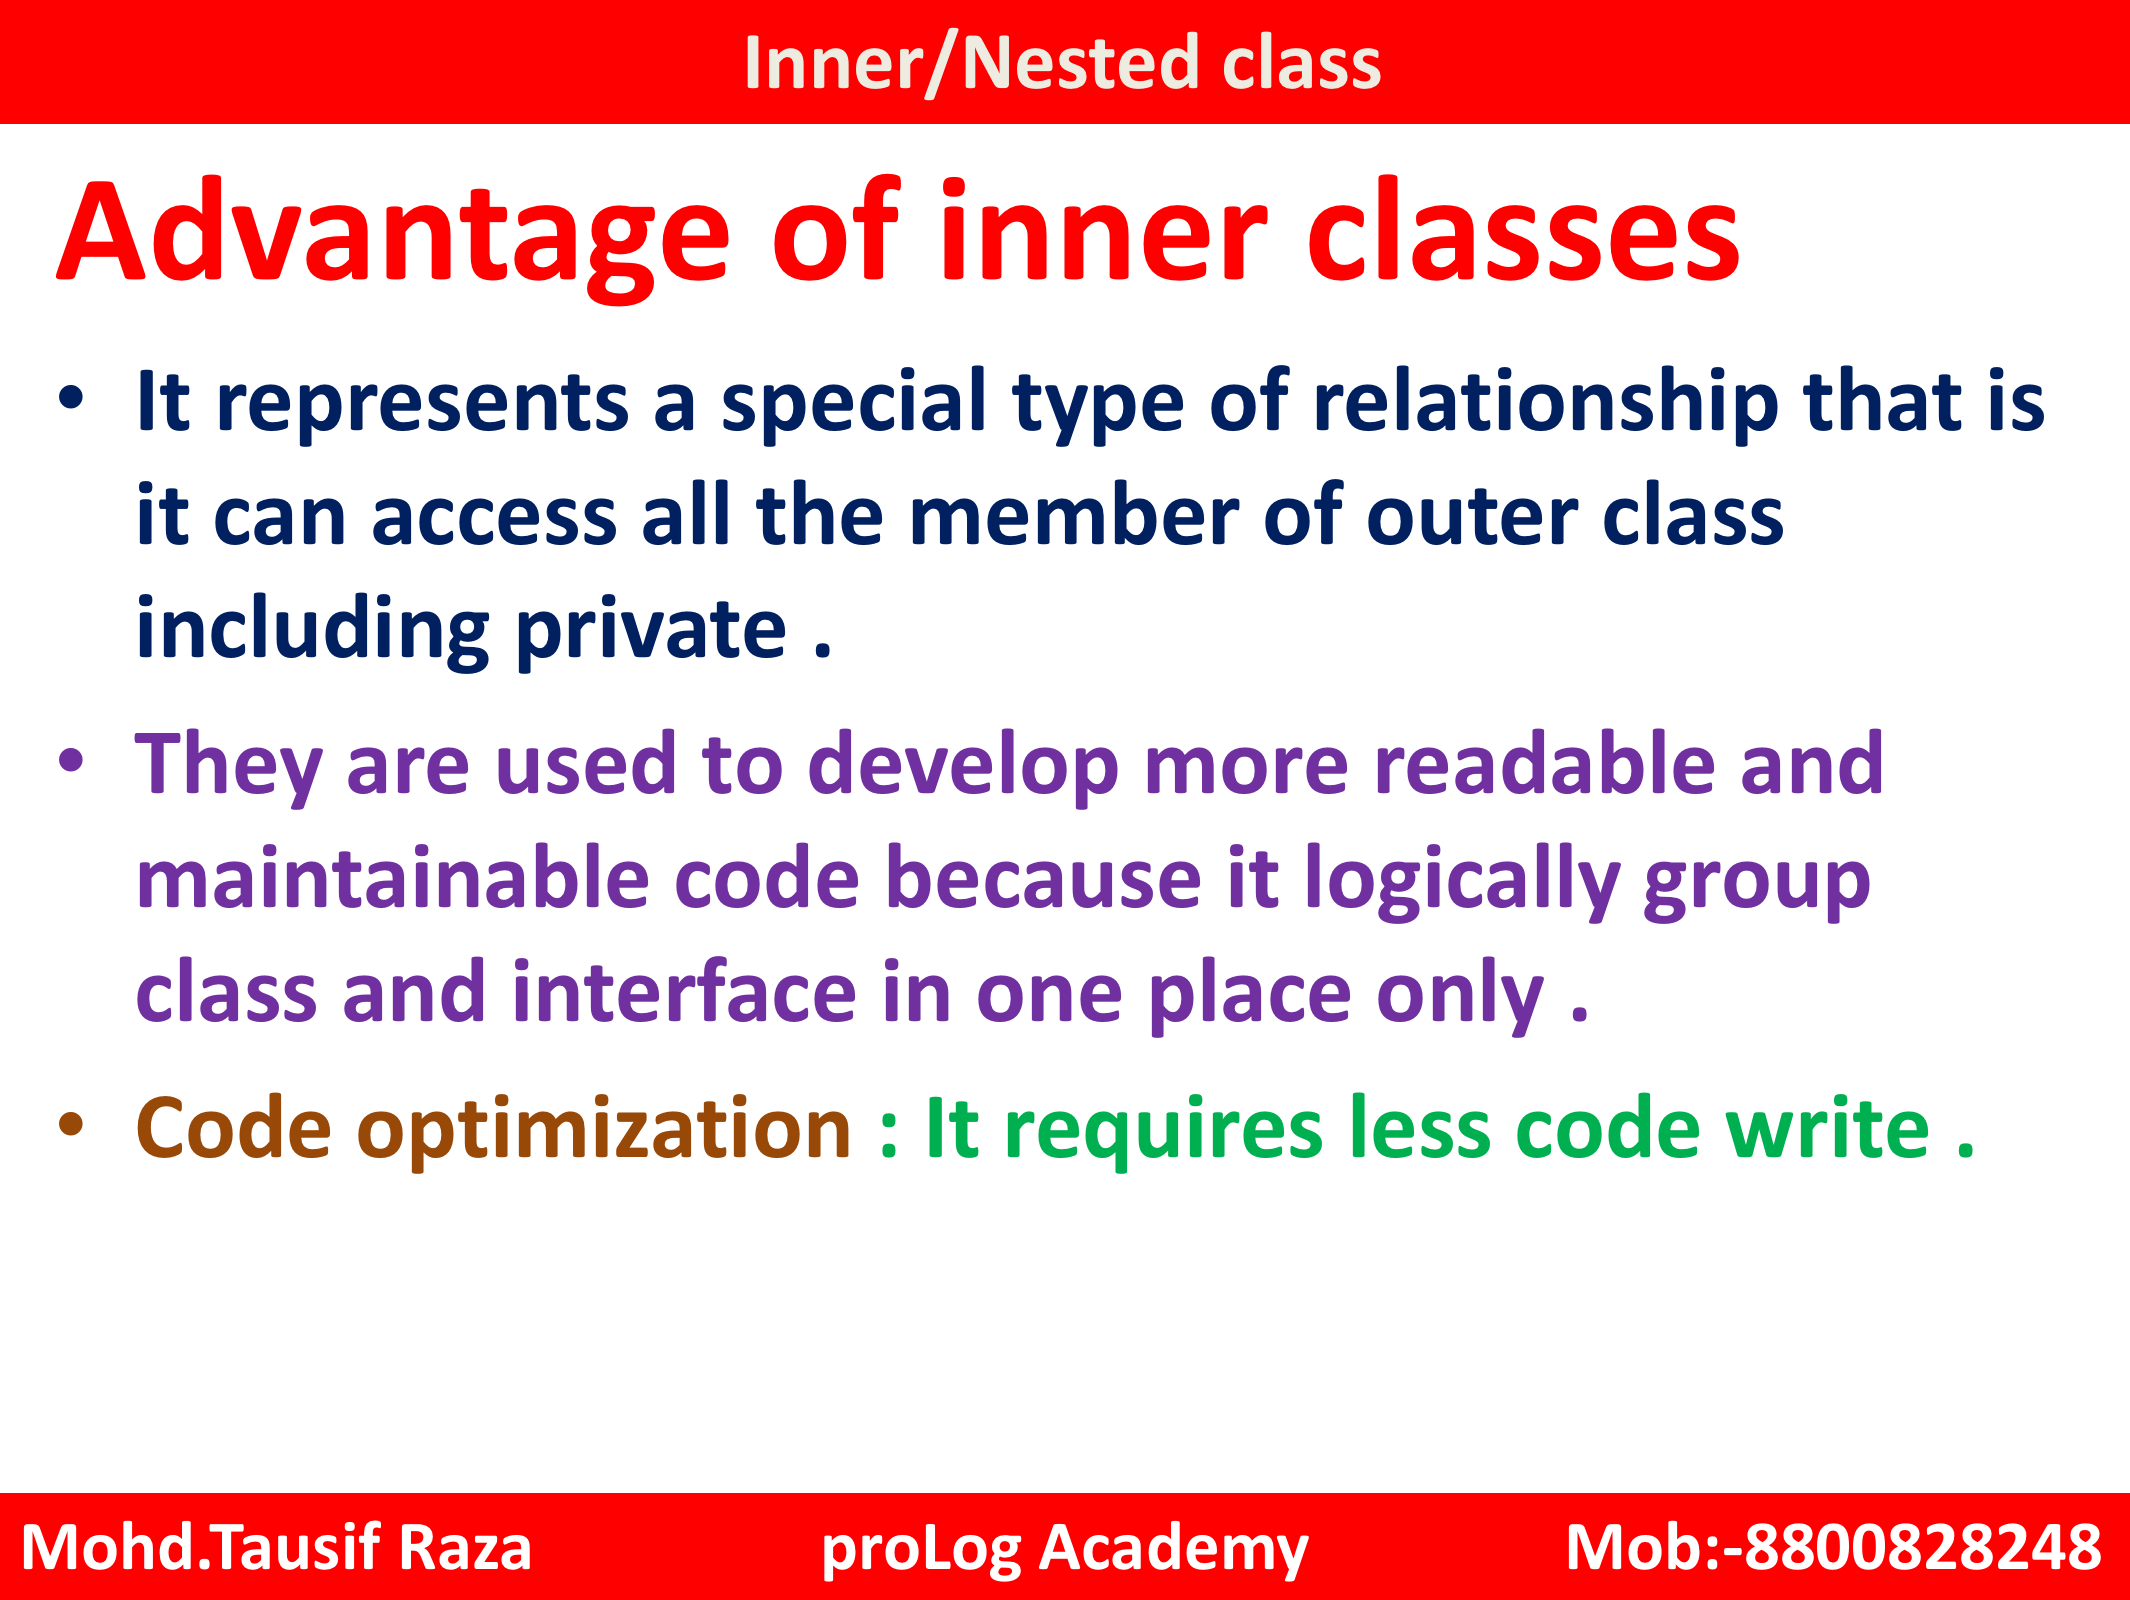 Inner/Nested class
Advantage of inner classes
• It represents a special type of relationship that is
it can access all the member of outer class
including private .
• They are used to develop more readable and
maintainable code because it logically group
class and interface in one place only .
• Code optimization : It requires less code write .
Mohd.Tausif Raza proLog Academy Mob:-8800828248